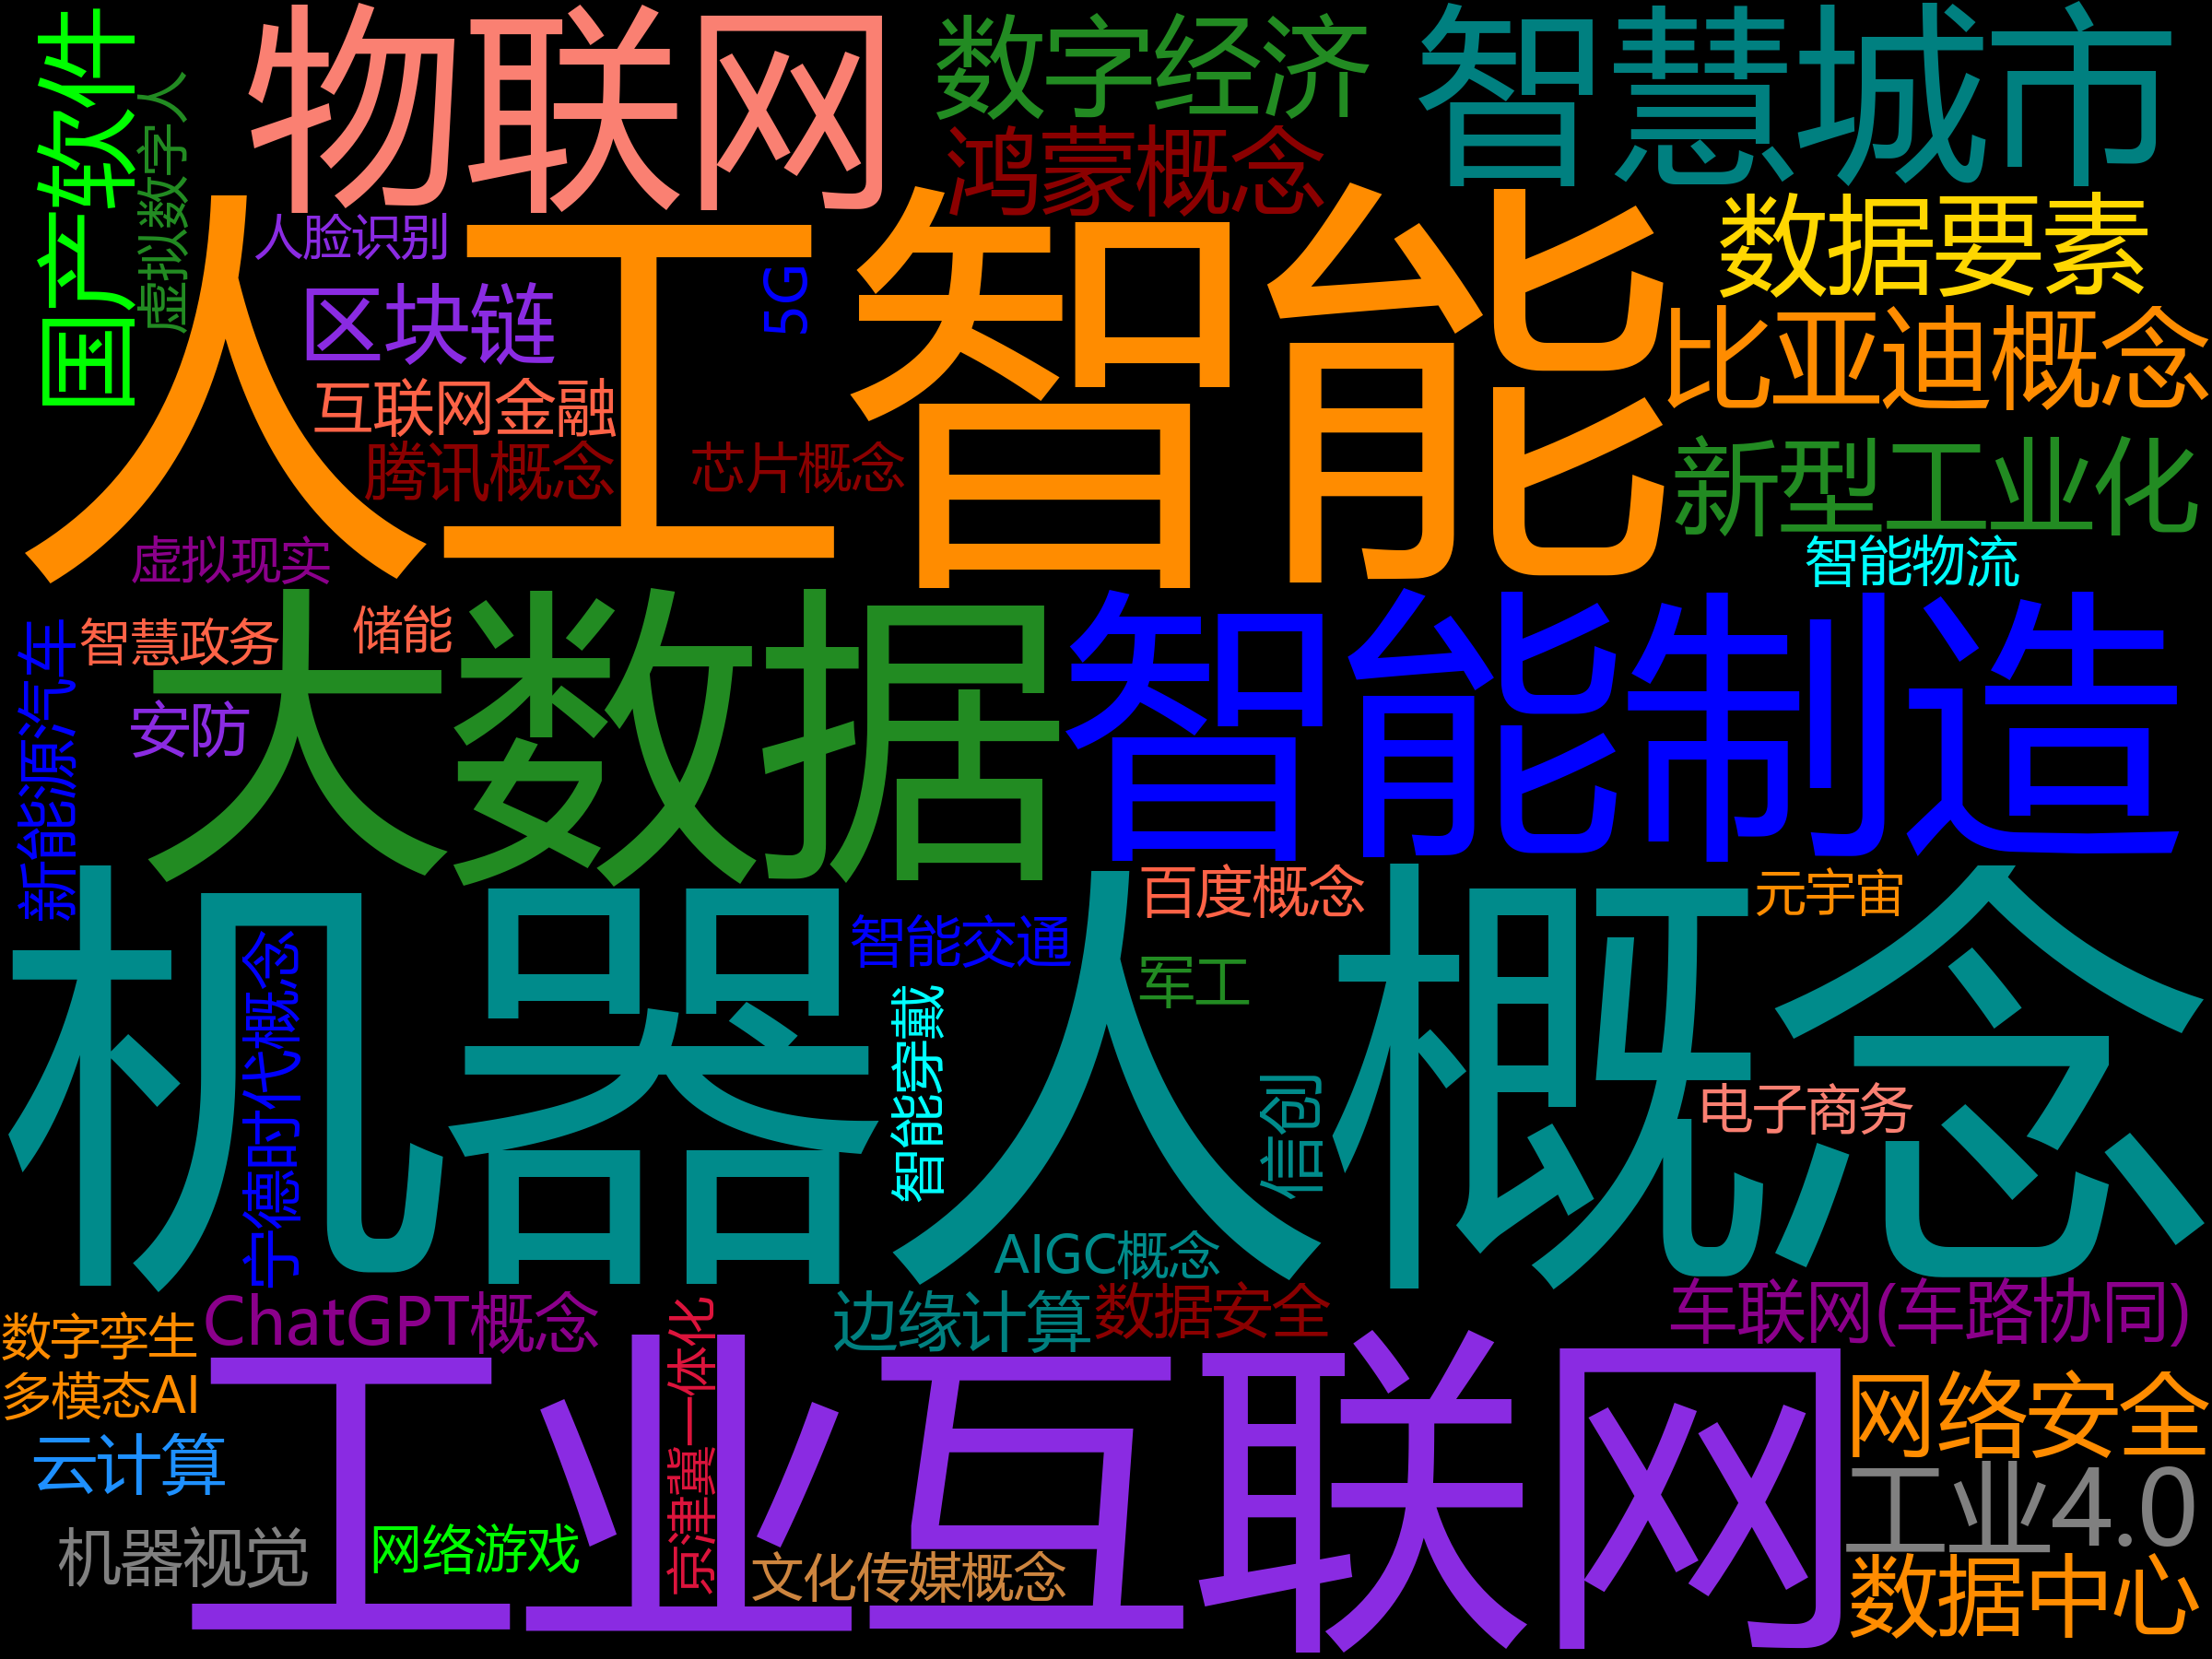 国产软件
虚拟数字人
物联网
数字经济
智慧城市
鸿蒙概念
人工智能
数据要素
人脸识别
5G
区块链
比亚迪概念
互联网金融
腾讯概念
芯片概念
新型工业化
虚拟现实
智能物流
智慧政务
储能
大数据
智能制造
新能源汽车
安防
机器人概念
百度概念
元宇宙
智能交通
宁德时代概念
军工
智能穿戴
信创
电子商务
AIGC概念
ChatGPT概念
边缘计算
数据安全
车联网(车路协同)
数字孪生
京津冀一体化
工业互联网
多模态AI
网络安全
云计算
工业4.0
机器视觉
网络游戏
文化传媒概念
数据中心